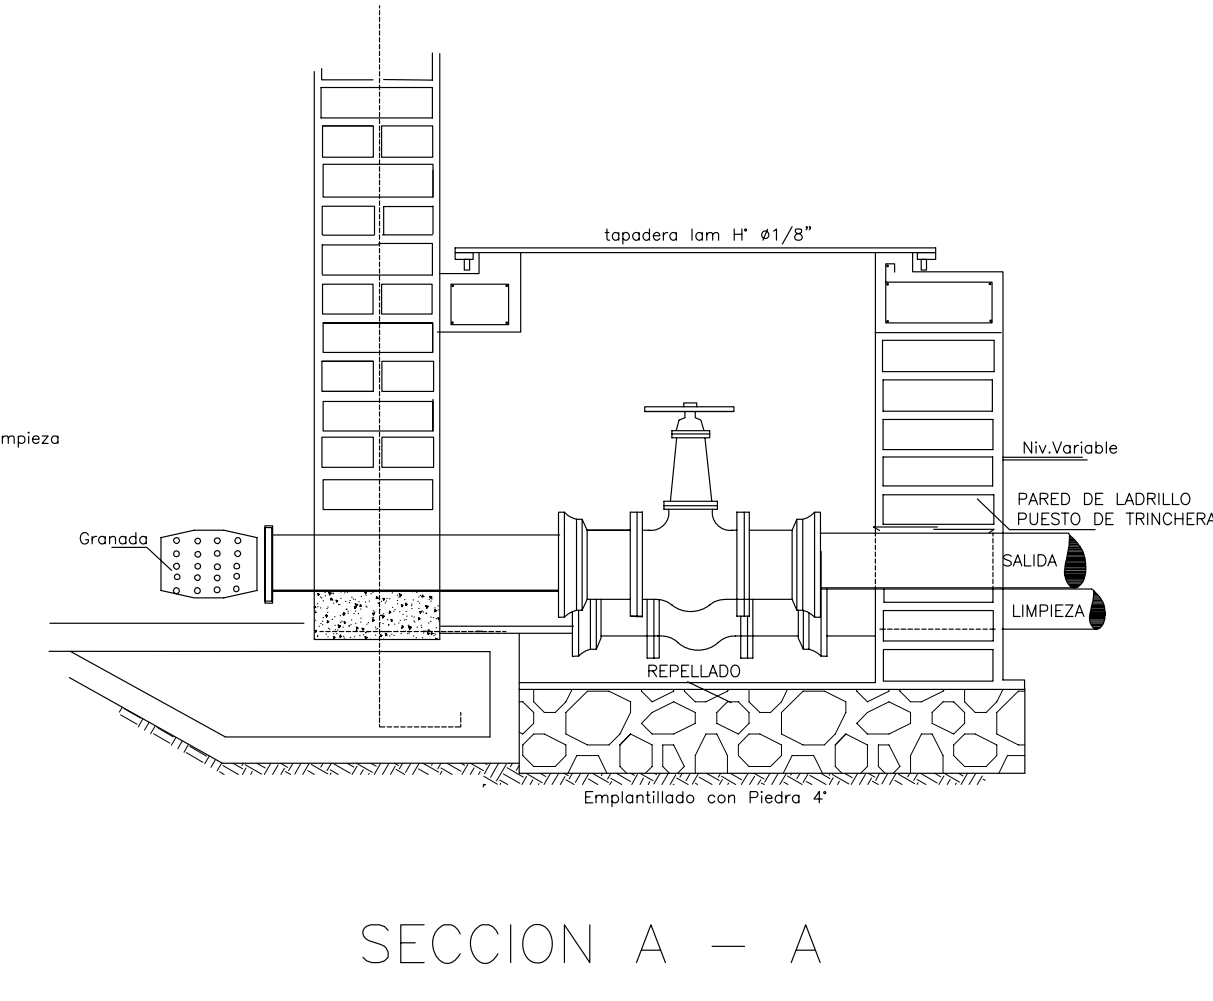 tapadera lam H° ø1/8"
mpieza
Niv.Variable
PARED DE LADRILLO
PUESTO DE TRINCHERA
Granada
SALIDA
LIMPIEZA
REPELLADO
Emplantillado con Piedra 4°
SECCION A - A